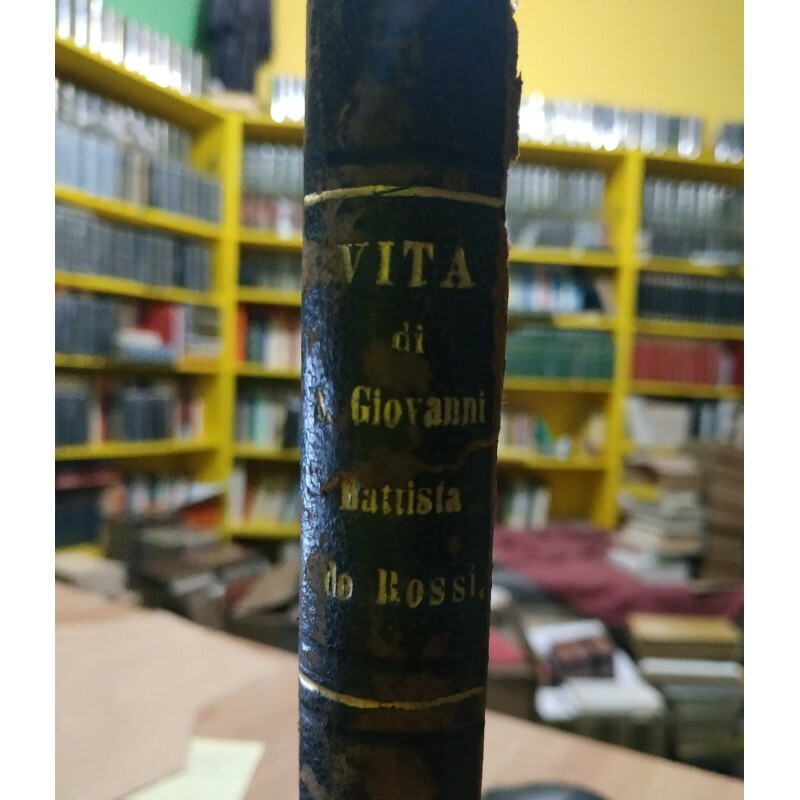 VITA
di
S. Giovanni
Battista
de Rossi.